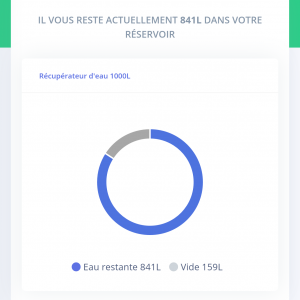 IL VOUS RESTE ACTUELLEMENT 841L DANS VOTRE
RÉSERVOIR
Récupérateur d'eau 1000L
Eau restante 841L Vide 159L